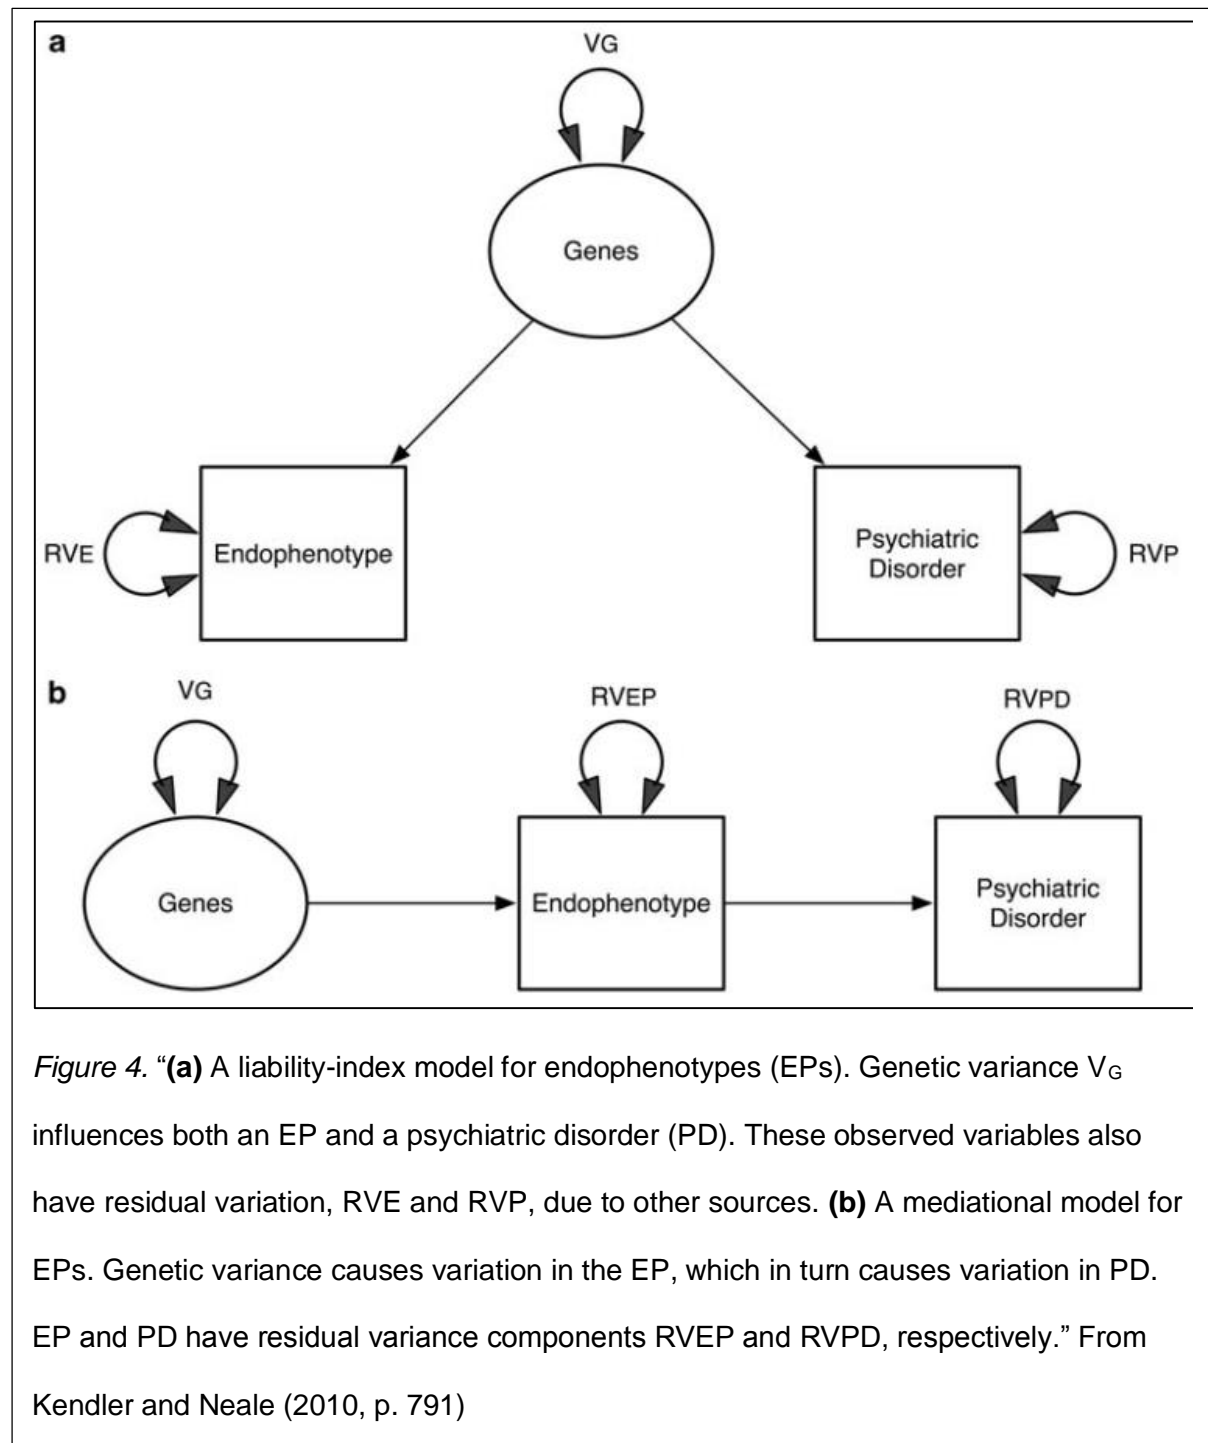 a
VG
Genes
RVE
Endophenotype
Psychiatric
Disorder
RVP
b
VG
RVEP
RVPD
Genes
Endophenotype
Psychiatric
Disorder
Figure 4. “(a) A liability-index model for endophenotypes (EPs). Genetic variance VG
influences both an EP and a psychiatric disorder (PD). These observed variables also
have residual variation, RVE and RVP, due to other sources. (b) A mediational model for
EPs. Genetic variance causes variation in the EP, which in turn causes variation in PD.
EP and PD have residual variance components RVEP and RVPD, respectively.” From
Kendler and Neale (2010, p. 791)